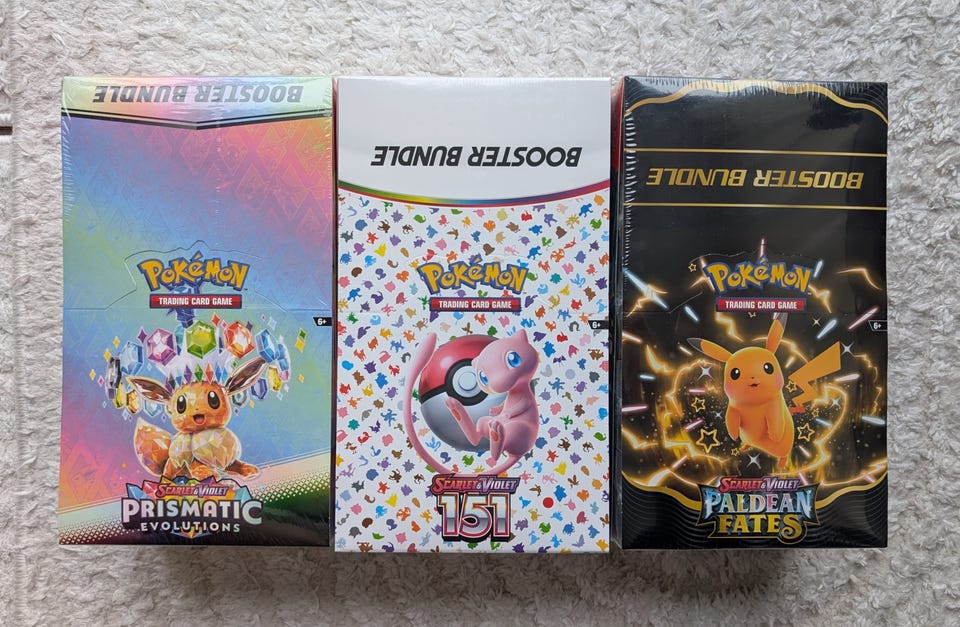 BOOSTER BUNDLE
POKéMON
TRADING CARD GAME
6+
SCARLET & VIOLET
PRISMATIC
EVOLUTIONS
BOOSTER BUNDLE
POKéMON
TRADING CARD GAME
6+
SCARLET & VIOLET
151
BOOSTER BUNDLE
POKéMON
TRADING CARD GAME
6+
SCARLET & VIOLET
PALDEAN
FATES